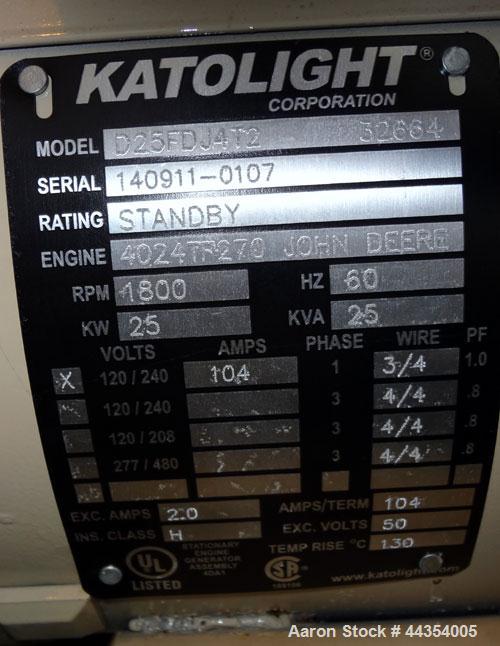 KATOLIGHT®
CORPORATION
MODEL D25FDJ4T2 32664
SERIAL 140911-0107
RATING STANDBY
ENGINE 4024TF270 JOHN DEERE
RPM 1800 HZ 60
KW 25 KVA 25
VOLTS AMPS PHASE WIRE PF
X 120 / 240 104 1 3/4 1.0
120 / 240 3 4/4 .8
120 / 208 3 4/4 .8
277 / 480 3 4/4 .8
EXC. AMPS 2.0 AMPS/TERM 104
INS. CLASS H EXC. VOLTS 50
TEMP RISE °C 130
UL LISTED
STATIONARY ENGINE GENERATOR ASSEMBLY
www.katolight.com
Aaron Stock # 44354005